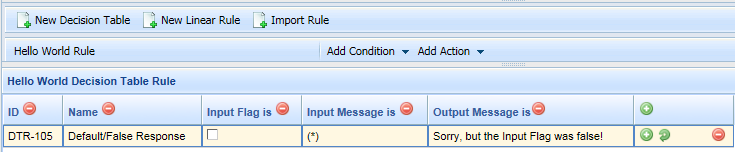 New Decision Table New Linear Rule Import Rule
Hello World Rule Add Condition Add Action
Hello World Decision Table Rule
ID Name Input Flag is Input Message is Output Message is
DTR-105 Default/False Response (*) Sorry, but the Input Flag was false!